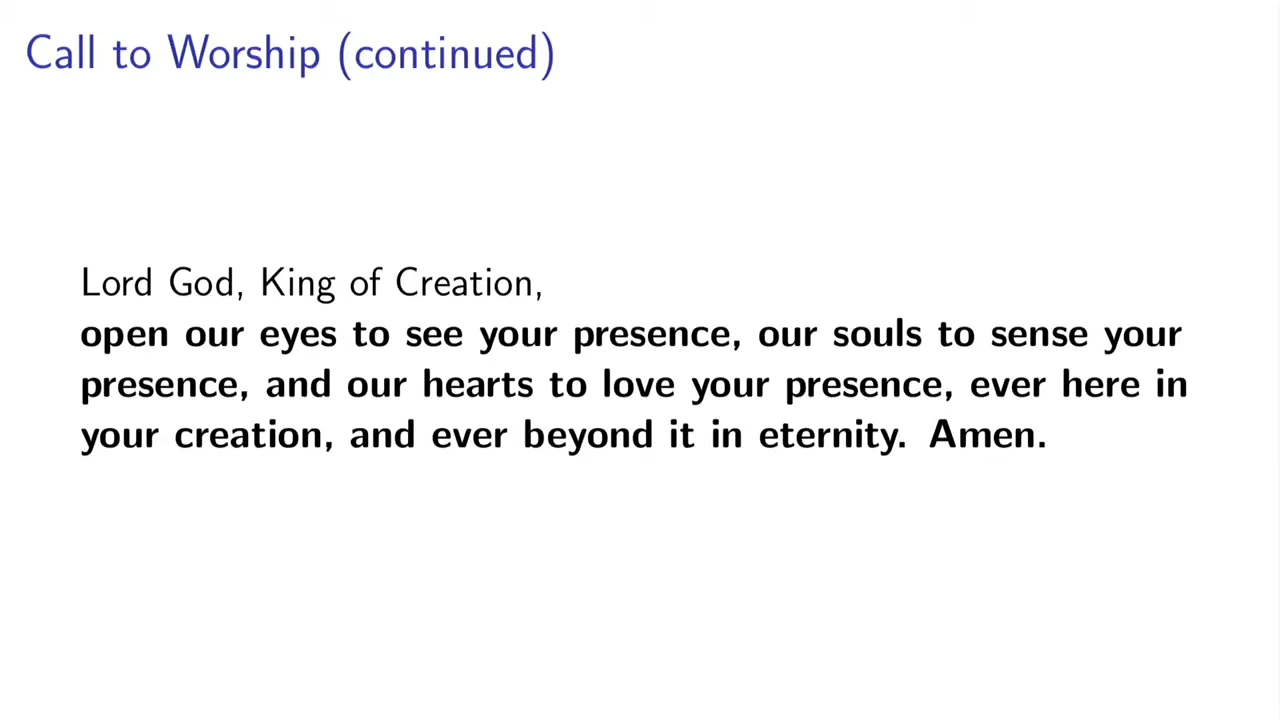 Call to Worship (continued)
Lord God, King of Creation,
open our eyes to see your presence, our souls to sense your
presence, and our hearts to love your presence, ever here in
your creation, and ever beyond it in eternity. Amen.